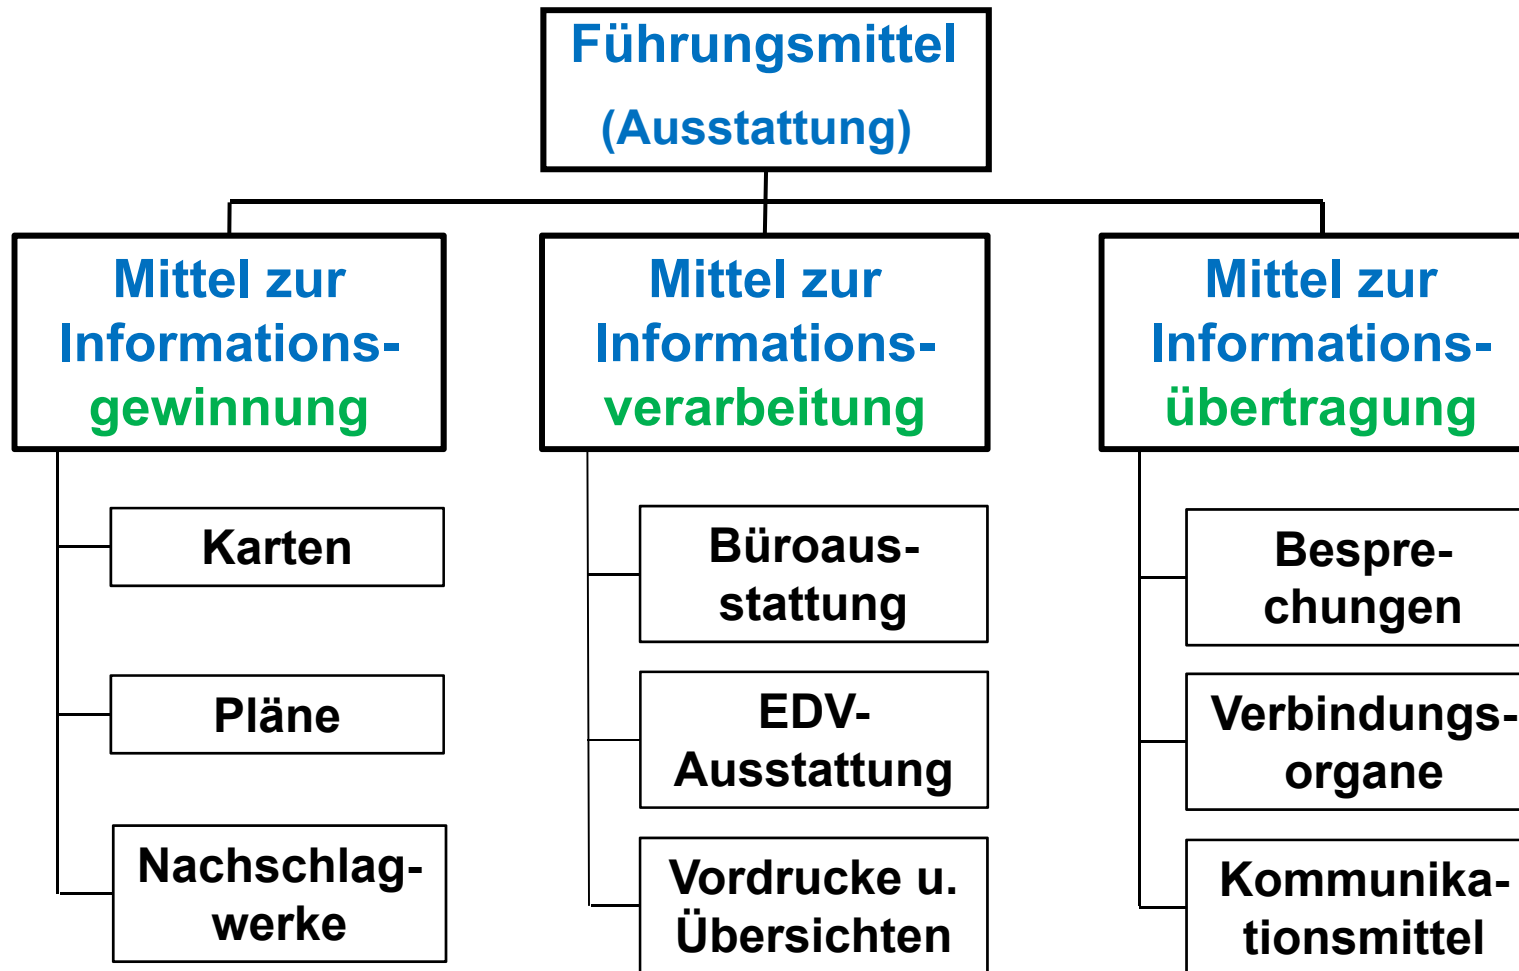 Führungsmittel
(Ausstattung)
Mittel zur
Informations-
gewinnung
Karten
Pläne
Nachschlag-
werke
Mittel zur
Informations-
verarbeitung
Büroaus-
stattung
EDV-
Ausstattung
Vordrucke u.
Übersichten
Mittel zur
Informations-
übertragung
Bespre-
chungen
Verbindungs-
organe
Kommunika-
tionsmittel